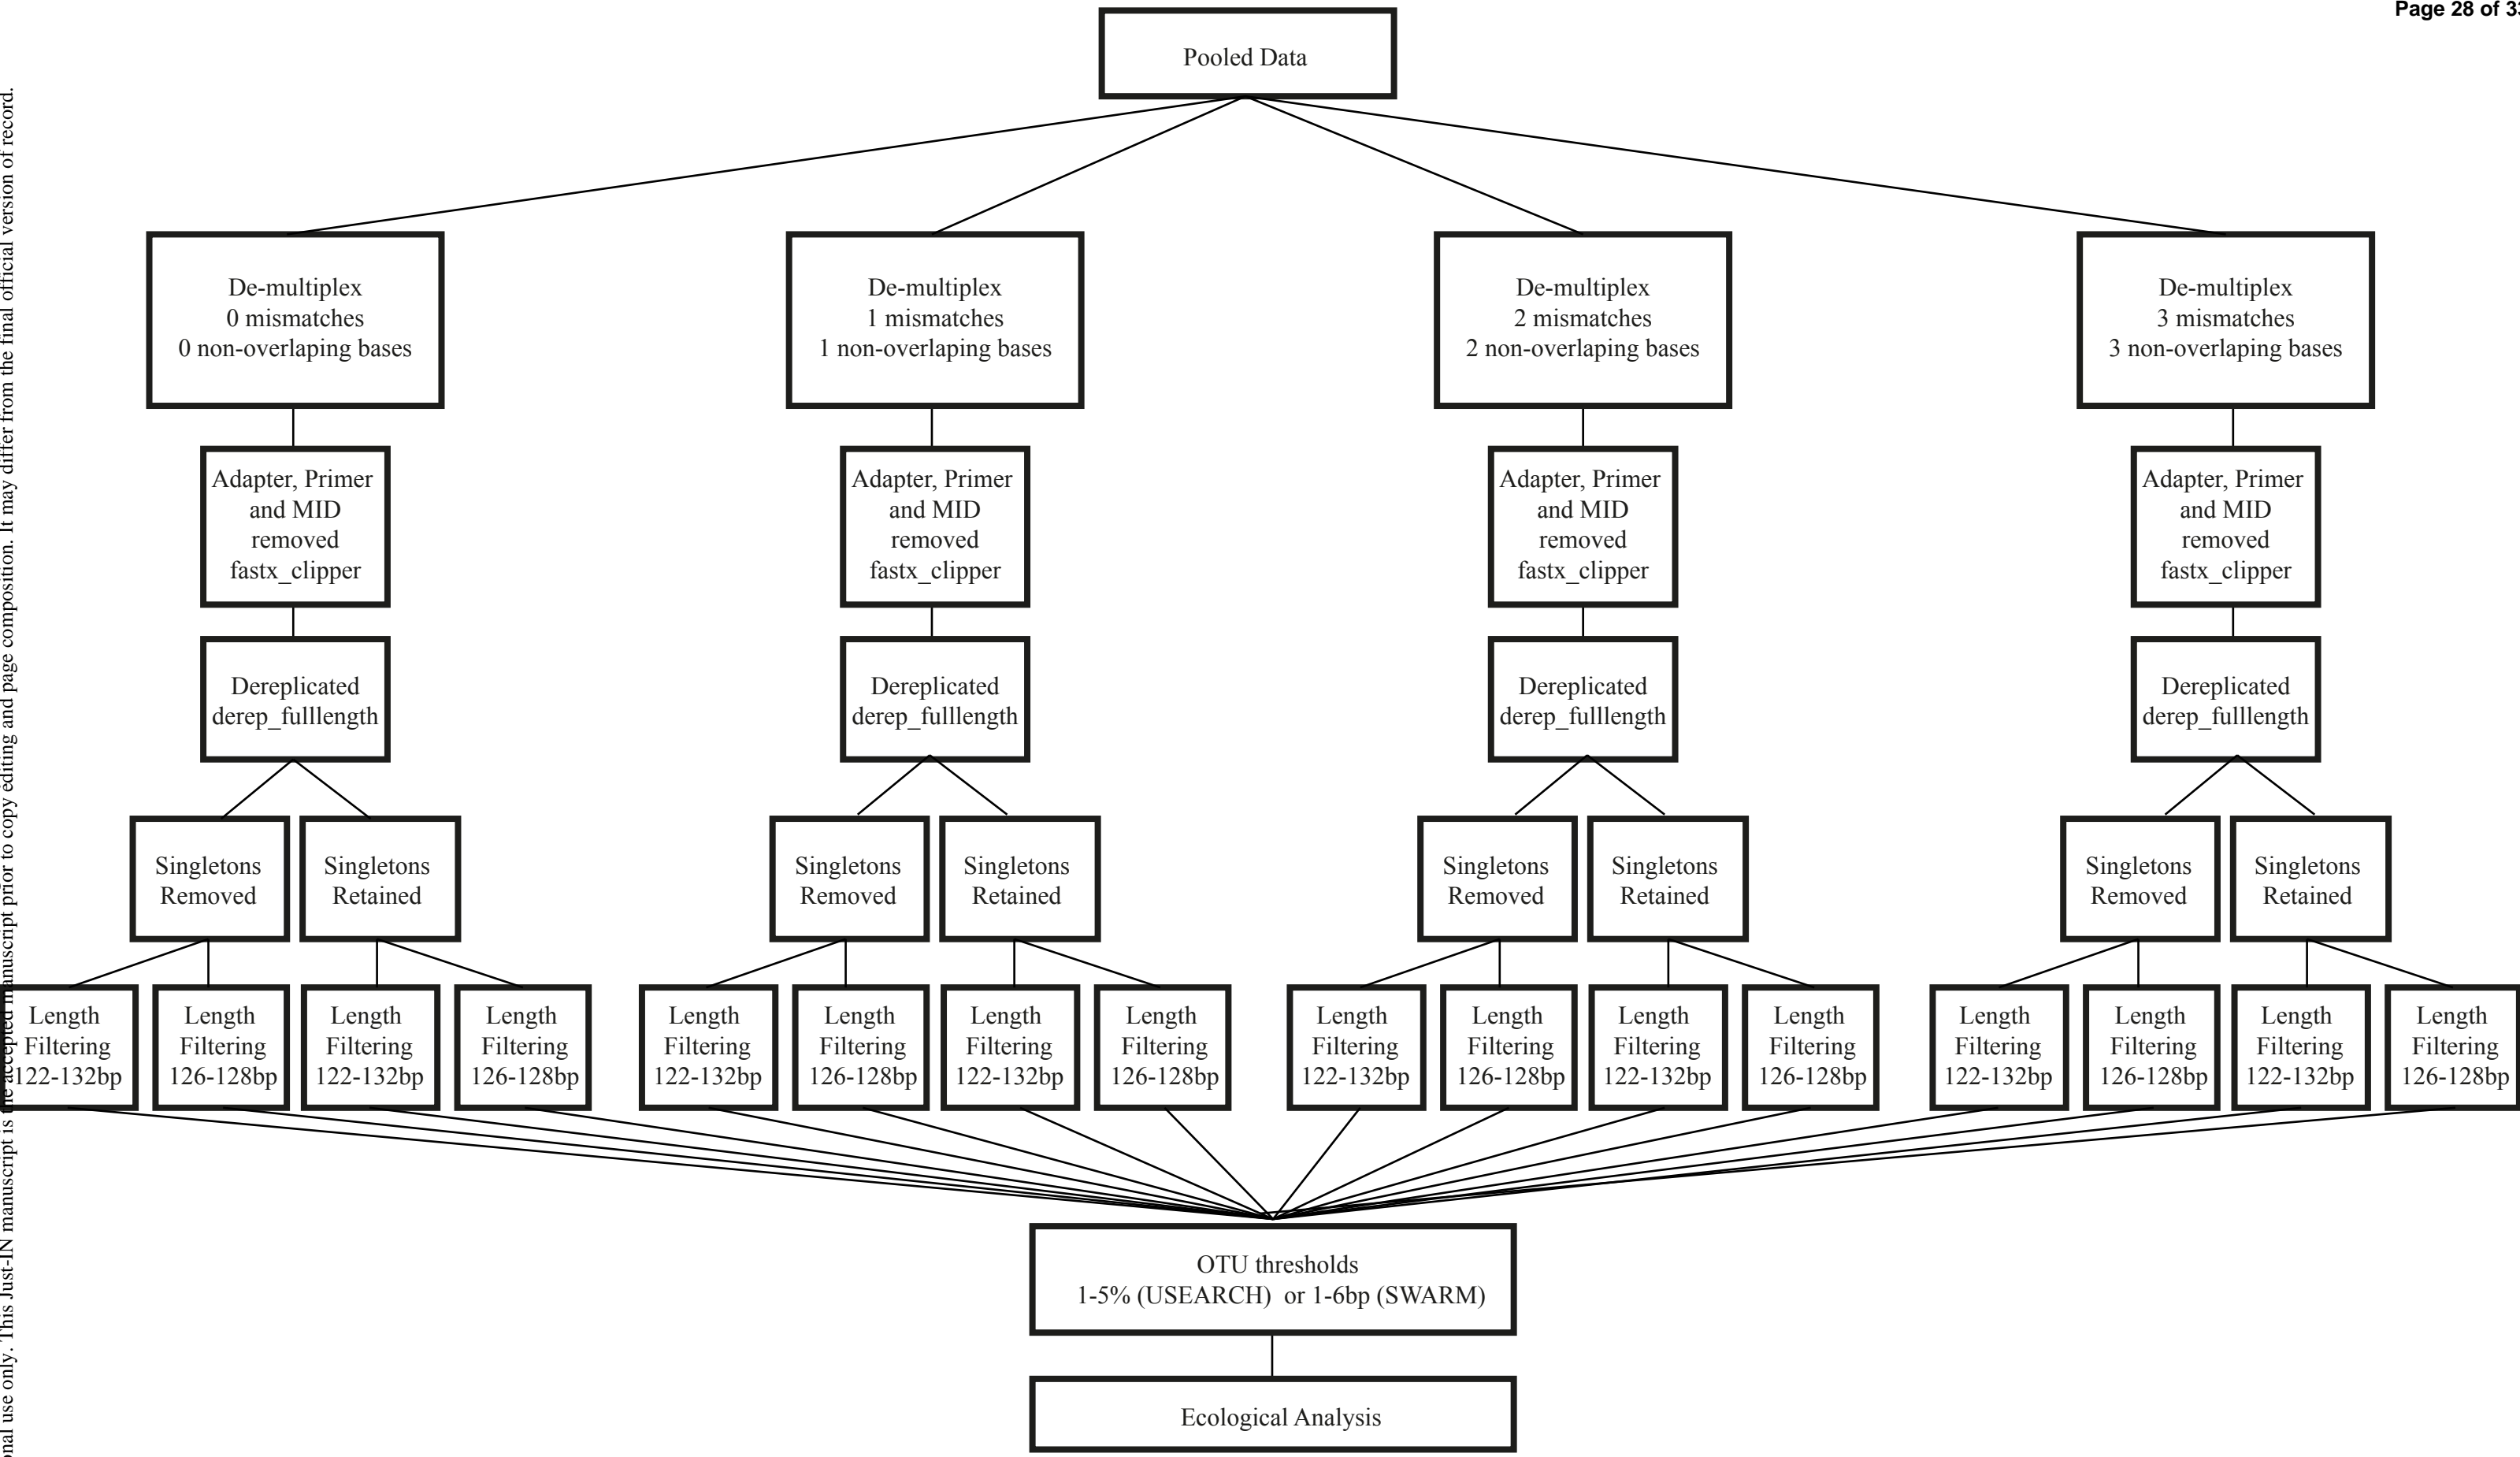 Page 28 of 33
Pooled Data
De-multiplex
0 mismatches
0 non-overlaping bases
De-multiplex
1 mismatches
1 non-overlaping bases
De-multiplex
2 mismatches
2 non-overlaping bases
De-multiplex
3 mismatches
3 non-overlaping bases
Adapter, Primer
and MID
removed
fastx_clipper
Adapter, Primer
and MID
removed
fastx_clipper
Adapter, Primer
and MID
removed
fastx_clipper
Adapter, Primer
and MID
removed
fastx_clipper
Dereplicated
derep_fulllength
Dereplicated
derep_fulllength
Dereplicated
derep_fulllength
Dereplicated
derep_fulllength
Singletons
Removed
Singletons
Retained
Singletons
Removed
Singletons
Retained
Singletons
Removed
Singletons
Retained
Singletons
Removed
Singletons
Retained
Length
Filtering
122-132bp
Length
Filtering
126-128bp
Length
Filtering
122-132bp
Length
Filtering
126-128bp
Length
Filtering
122-132bp
Length
Filtering
126-128bp
Length
Filtering
122-132bp
Length
Filtering
126-128bp
Length
Filtering
122-132bp
Length
Filtering
126-128bp
Length
Filtering
122-132bp
Length
Filtering
126-128bp
Length
Filtering
122-132bp
Length
Filtering
126-128bp
Length
Filtering
122-132bp
Length
Filtering
126-128bp
OTU thresholds
1-5% (USEARCH) or 1-6bp (SWARM)
Ecological Analysis
use only. This Just-IN manuscript is the accepted manuscript prior to copy editing and page composition. It may differ from the final official version of record.